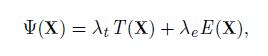 Ψ(X) = λ_t T(X) + λ_e E(X),